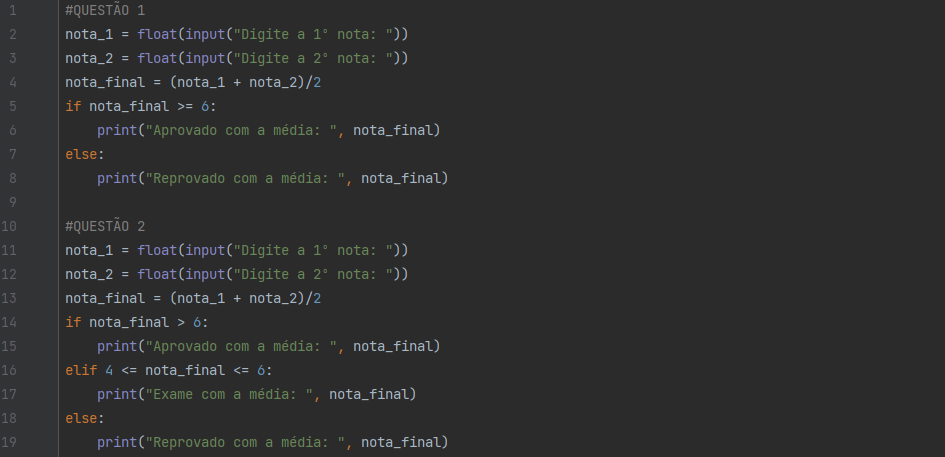 1 #QUESTÃO 1
2 nota_1 = float(input("Digite a 1° nota: "))
3 nota_2 = float(input("Digite a 2° nota: "))
4 nota_final = (nota_1 + nota_2)/2
5 if nota_final >= 6:
6     print("Aprovado com a média: ", nota_final)
7 else:
8     print("Reprovado com a média: ", nota_final)
9
10 #QUESTÃO 2
11 nota_1 = float(input("Digite a 1° nota: "))
12 nota_2 = float(input("Digite a 2° nota: "))
13 nota_final = (nota_1 + nota_2)/2
14 if nota_final > 6:
15     print("Aprovado com a média: ", nota_final)
16 elif 4 <= nota_final <= 6:
17     print("Exame com a média: ", nota_final)
18 else:
19     print("Reprovado com a média: ", nota_final)